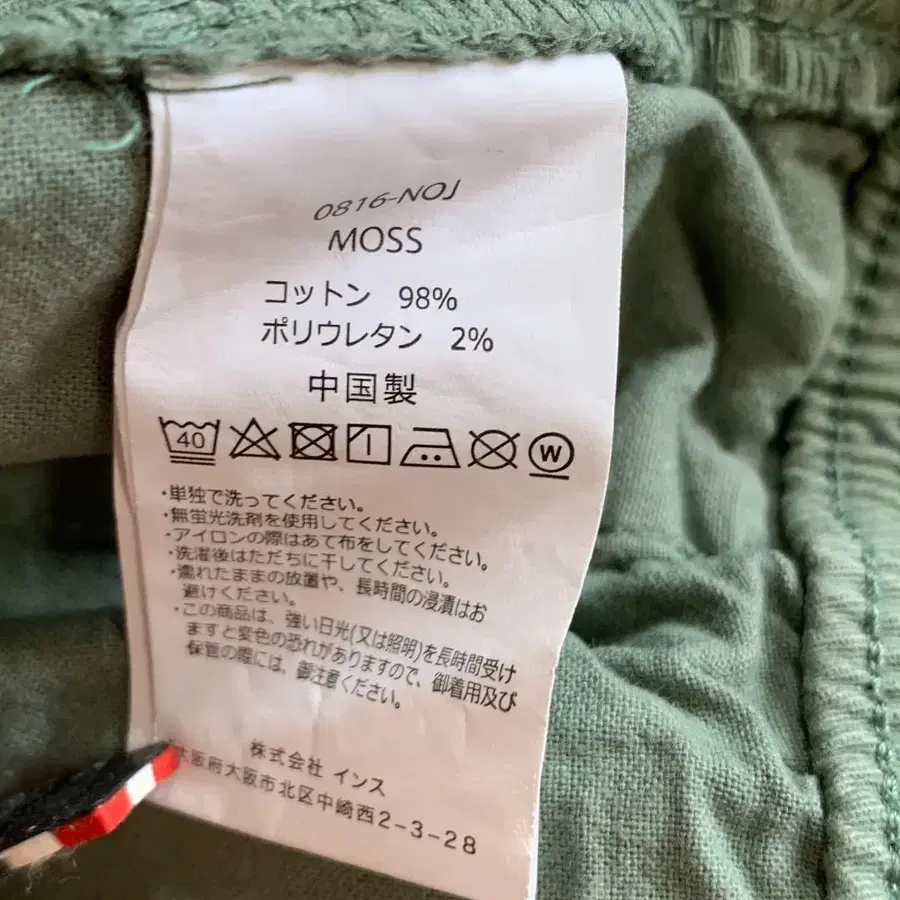 0816-NOJ
MOSS
コットン 98%
ポリウレタン 2%
中国製
40 W
・単独で洗ってください。
・無蛍光洗剤を使用してください。
・アイロンの際はあて布をしてください。
・洗濯後はただちに干してください。
・濡れたままの放置や、長時間の浸漬はお
避けください。
・この商品は、強い日光(又は照明)を長時間受け
ますと変色の恐れがありますので、御着用及び
保管の際には、御注意ください。
株式会社 インス
大阪府大阪市北区中崎西2-3-28